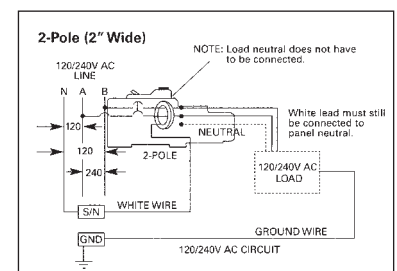 2-Pole (2" Wide)
NOTE: Load neutral does not have
to be connected.
120/240V AC
LINE
N A B
White lead must still
be connected to
panel neutral.
120
NEUTRAL
120
2-POLE
240
120/240V AC
LOAD
WHITE WIRE
S/N
GROUND WIRE
GND
120/240V AC CIRCUIT